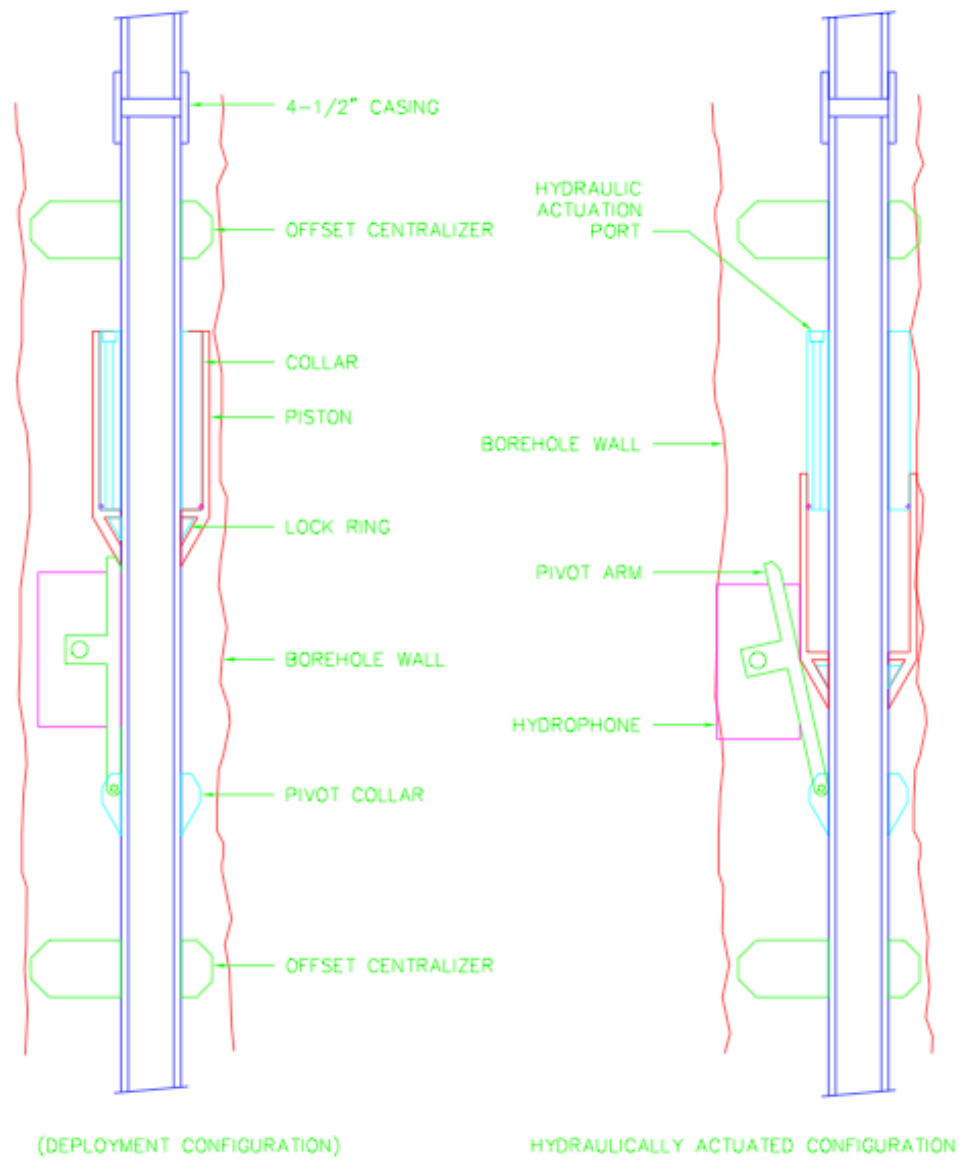 4-1/2" CASING
OFFSET CENTRALIZER
COLLAR
PISTON
LOCK RING
BOREHOLE WALL
PIVOT COLLAR
OFFSET CENTRALIZER
(DEPLOYMENT CONFIGURATION)
HYDRAULIC
ACTUATION
PORT
BOREHOLE WALL
PIVOT ARM
HYDROPHONE
HYDRAULICALLY ACTUATED CONFIGURATION